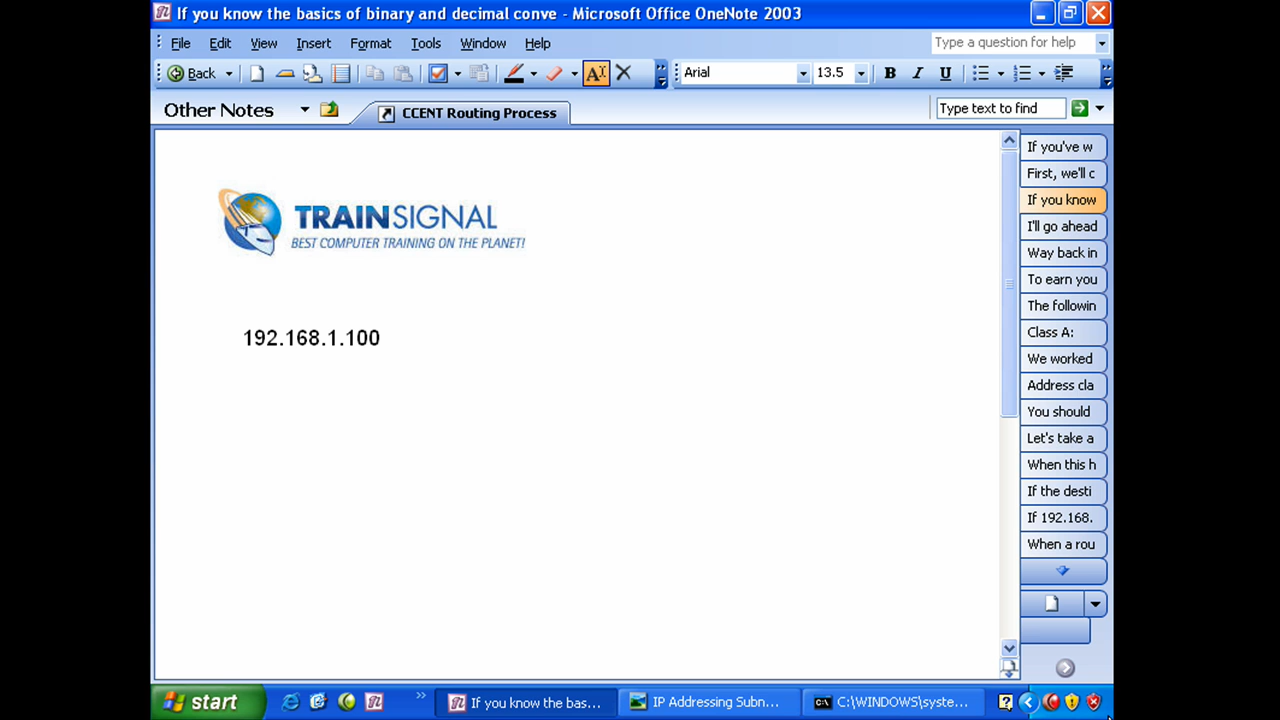 If you know the basics of binary and decimal conve - Microsoft Office OneNote 2003
File Edit View Insert Format Tools Window Help
Type a question for help
Back
Arial
13.5
B I U
Other Notes
CCENT Routing Process
Type text to find
TRAINSIGNAL
BEST COMPUTER TRAINING ON THE PLANET!
192.168.1.100
If you've w
First, we'll c
If you know
I'll go ahead
Way back in
To earn you
The followin
Class A:
We worked
Address cla
You should
Let's take a
When this h
If the desti
If 192.168.
When a rou
start
If you know the bas...
IP Addressing Subn...
C:\WINDOWS\syste...